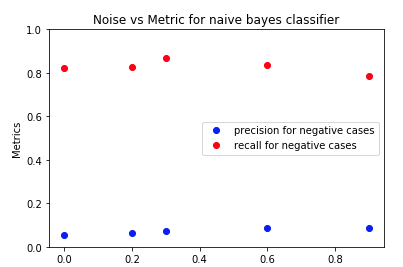 Noise vs Metric for naive bayes classifier
1.0
0.8
0.6
0.4
0.2
0.0
Metrics
precision for negative cases
recall for negative cases
0.0 0.2 0.4 0.6 0.8